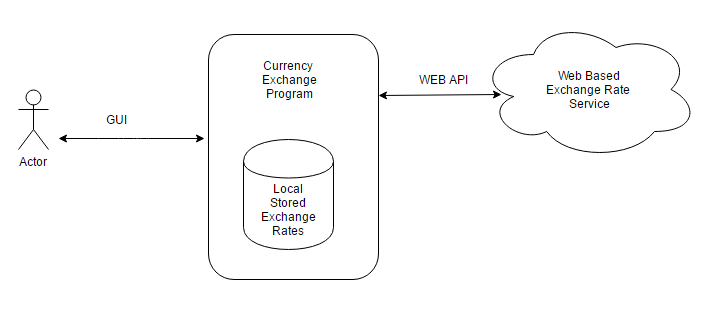 Currency
Exchange
Program
WEB API
Web Based
Exchange Rate
Service
GUI
Actor
Local
Stored
Exchange
Rates